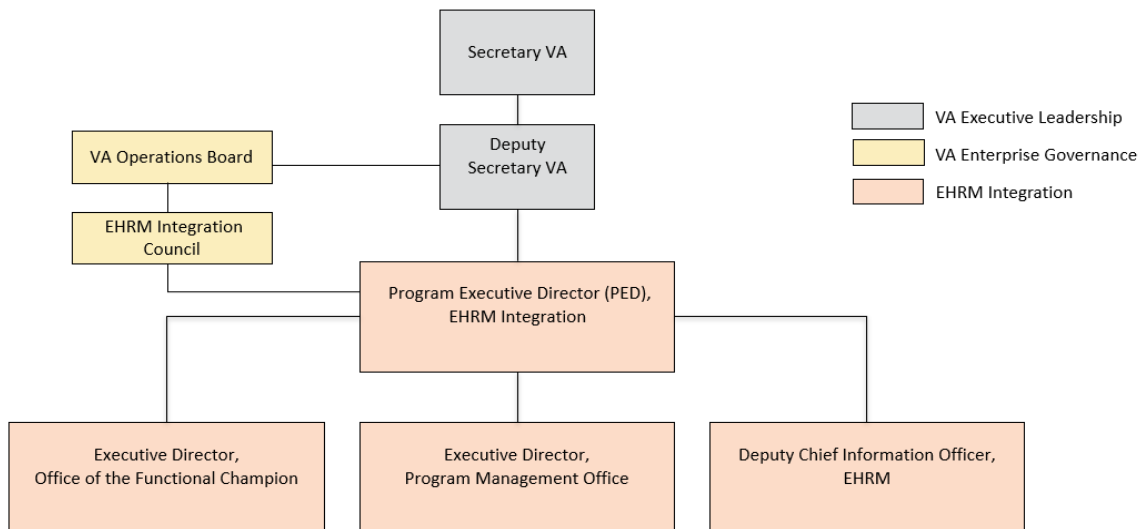 Secretary VA
Deputy
Secretary VA
VA Operations Board
EHRM Integration
Council
VA Executive Leadership
VA Enterprise Governance
EHRM Integration
Program Executive Director (PED),
EHRM Integration
Executive Director,
Office of the Functional Champion
Executive Director,
Program Management Office
Deputy Chief Information Officer,
EHRM